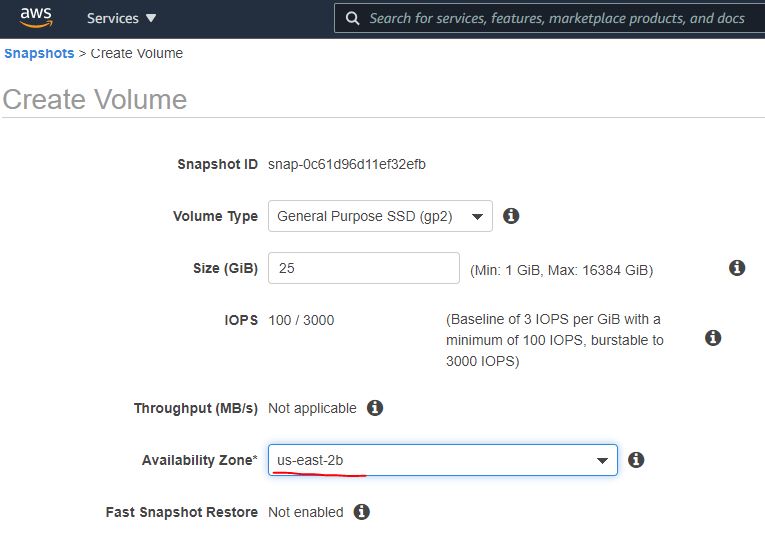 aws Services Search for services, features, marketplace products, and docs
Snapshots > Create Volume
Create Volume
Snapshot ID snap-0c61d96d11ef32efb
Volume Type General Purpose SSD (gp2)
Size (GiB) 25 (Min: 1 GiB, Max: 16384 GiB)
IOPS 100 / 3000 (Baseline of 3 IOPS per GiB with a
minimum of 100 IOPS, burstable to
3000 IOPS)
Throughput (MB/s) Not applicable
Availability Zone* us-east-2b
Fast Snapshot Restore Not enabled